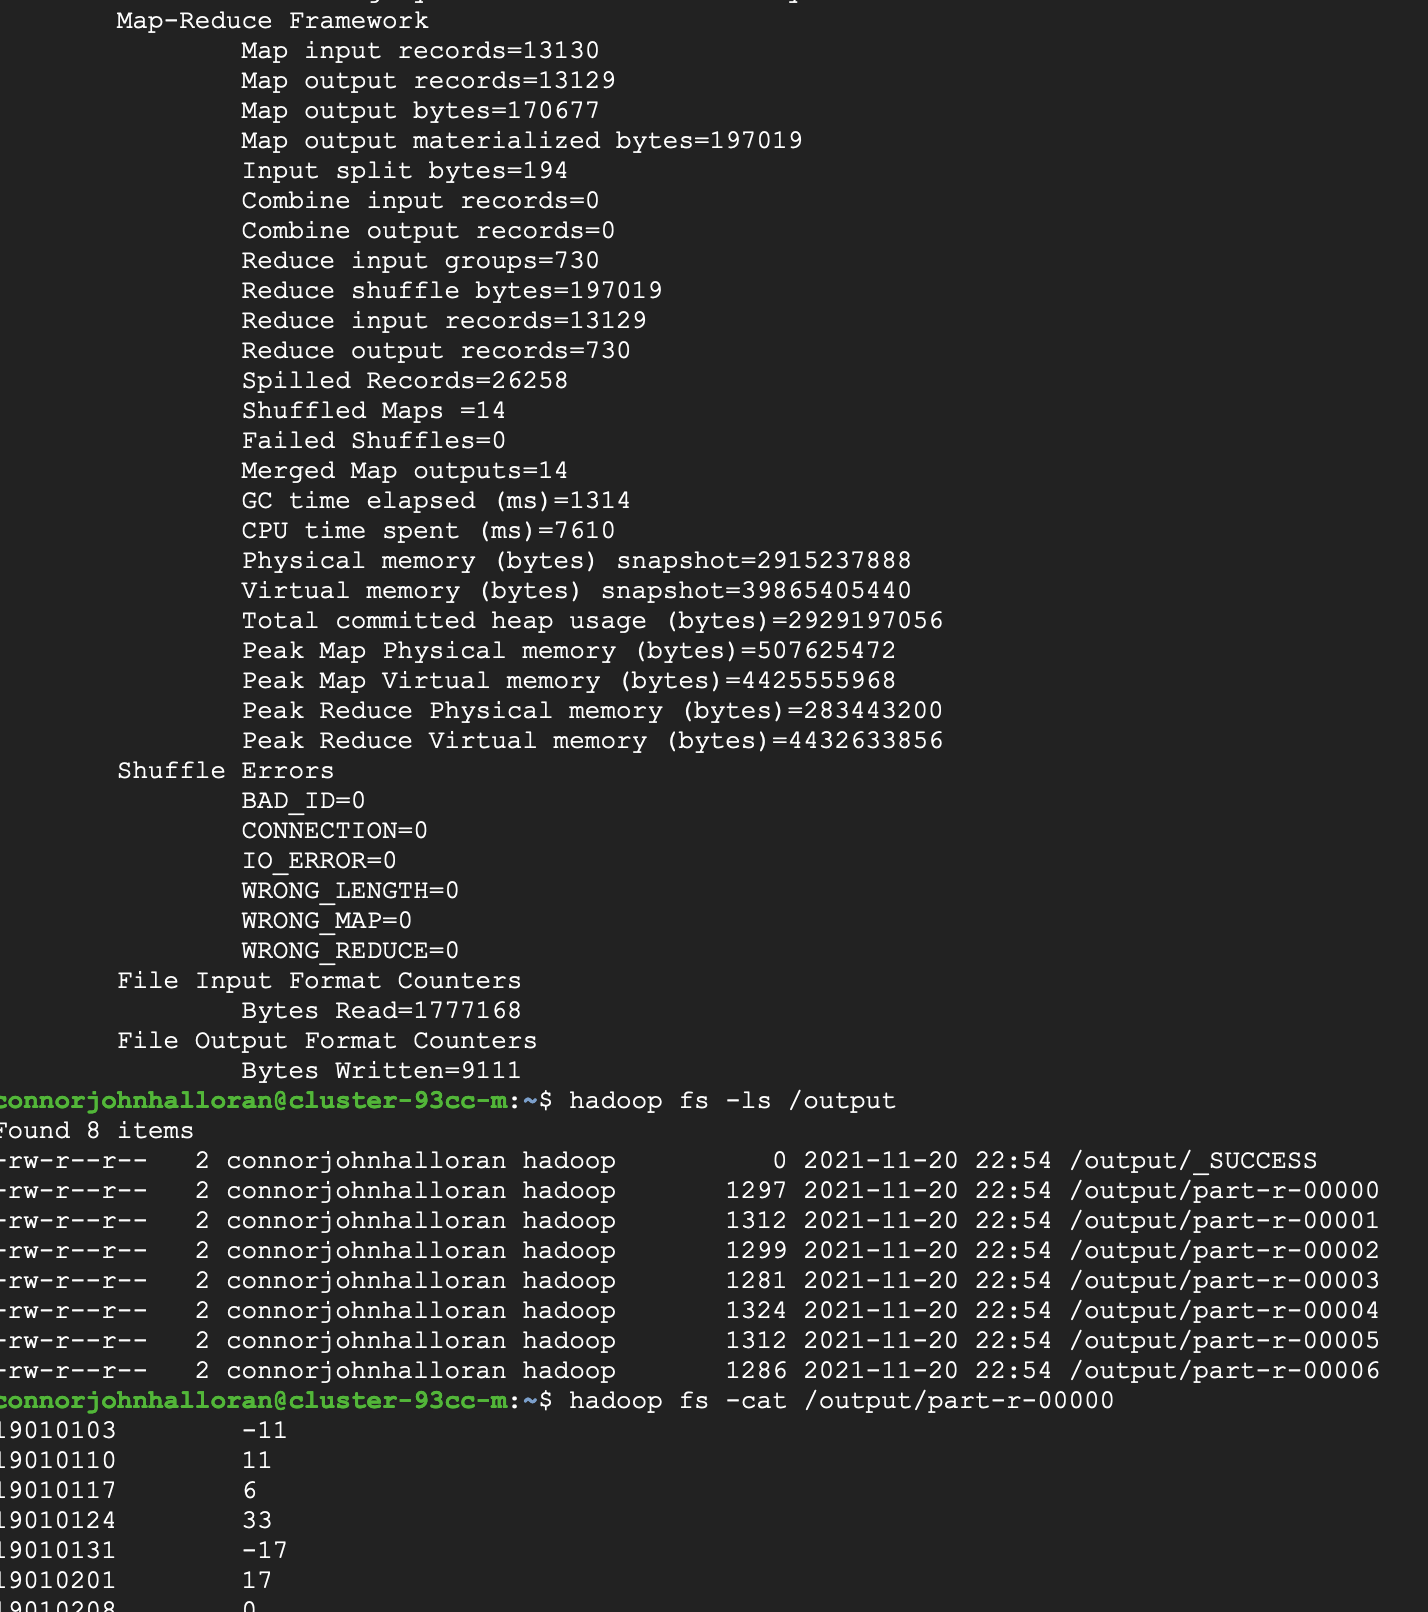 Map-Reduce Framework
Map input records=13130
Map output records=13129
Map output bytes=170677
Map output materialized bytes=197019
Input split bytes=194
Combine input records=0
Combine output records=0
Reduce input groups=730
Reduce shuffle bytes=197019
Reduce input records=13129
Reduce output records=730
Spilled Records=26258
Shuffled Maps =14
Failed Shuffles=0
Merged Map outputs=14
GC time elapsed (ms)=1314
CPU time spent (ms)=7610
Physical memory (bytes) snapshot=2915237888
Virtual memory (bytes) snapshot=39865405440
Total committed heap usage (bytes)=2929197056
Peak Map Physical memory (bytes)=507625472
Peak Map Virtual memory (bytes)=4425555968
Peak Reduce Physical memory (bytes)=283443200
Peak Reduce Virtual memory (bytes)=4432633856
Shuffle Errors
BAD_ID=0
CONNECTION=0
IO_ERROR=0
WRONG_LENGTH=0
WRONG_MAP=0
WRONG_REDUCE=0
File Input Format Counters
Bytes Read=1777168
File Output Format Counters
Bytes Written=9111
connorjohnhalloran@cluster-93cc-m:~$ hadoop fs -ls /output
Found 8 items
-rw-r--r--   2 connorjohnhalloran hadoop          0 2021-11-20 22:54 /output/_SUCCESS
-rw-r--r--   2 connorjohnhalloran hadoop       1297 2021-11-20 22:54 /output/part-r-00000
-rw-r--r--   2 connorjohnhalloran hadoop       1312 2021-11-20 22:54 /output/part-r-00001
-rw-r--r--   2 connorjohnhalloran hadoop       1299 2021-11-20 22:54 /output/part-r-00002
-rw-r--r--   2 connorjohnhalloran hadoop       1281 2021-11-20 22:54 /output/part-r-00003
-rw-r--r--   2 connorjohnhalloran hadoop       1324 2021-11-20 22:54 /output/part-r-00004
-rw-r--r--   2 connorjohnhalloran hadoop       1312 2021-11-20 22:54 /output/part-r-00005
-rw-r--r--   2 connorjohnhalloran hadoop       1286 2021-11-20 22:54 /output/part-r-00006
connorjohnhalloran@cluster-93cc-m:~$ hadoop fs -cat /output/part-r-00000
19010103        -11
19010110        11
19010117        6
19010124        33
19010131        -17
19010201        17
19010208        0